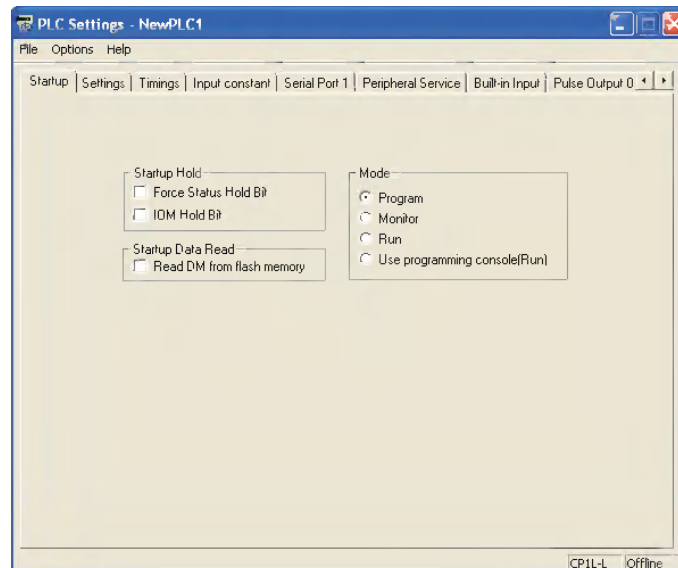 PLC Settings - NewPLC1
File Options Help
Startup Settings Timings Input constant Serial Port 1 Peripheral Service Built-in Input Pulse Output 0
Startup Hold
Force Status Hold Bit
IOM Hold Bit
Startup Data Read
Read DM from flash memory
Mode
Program
Monitor
Run
Use programming console(Run)
CP1L-L Offline